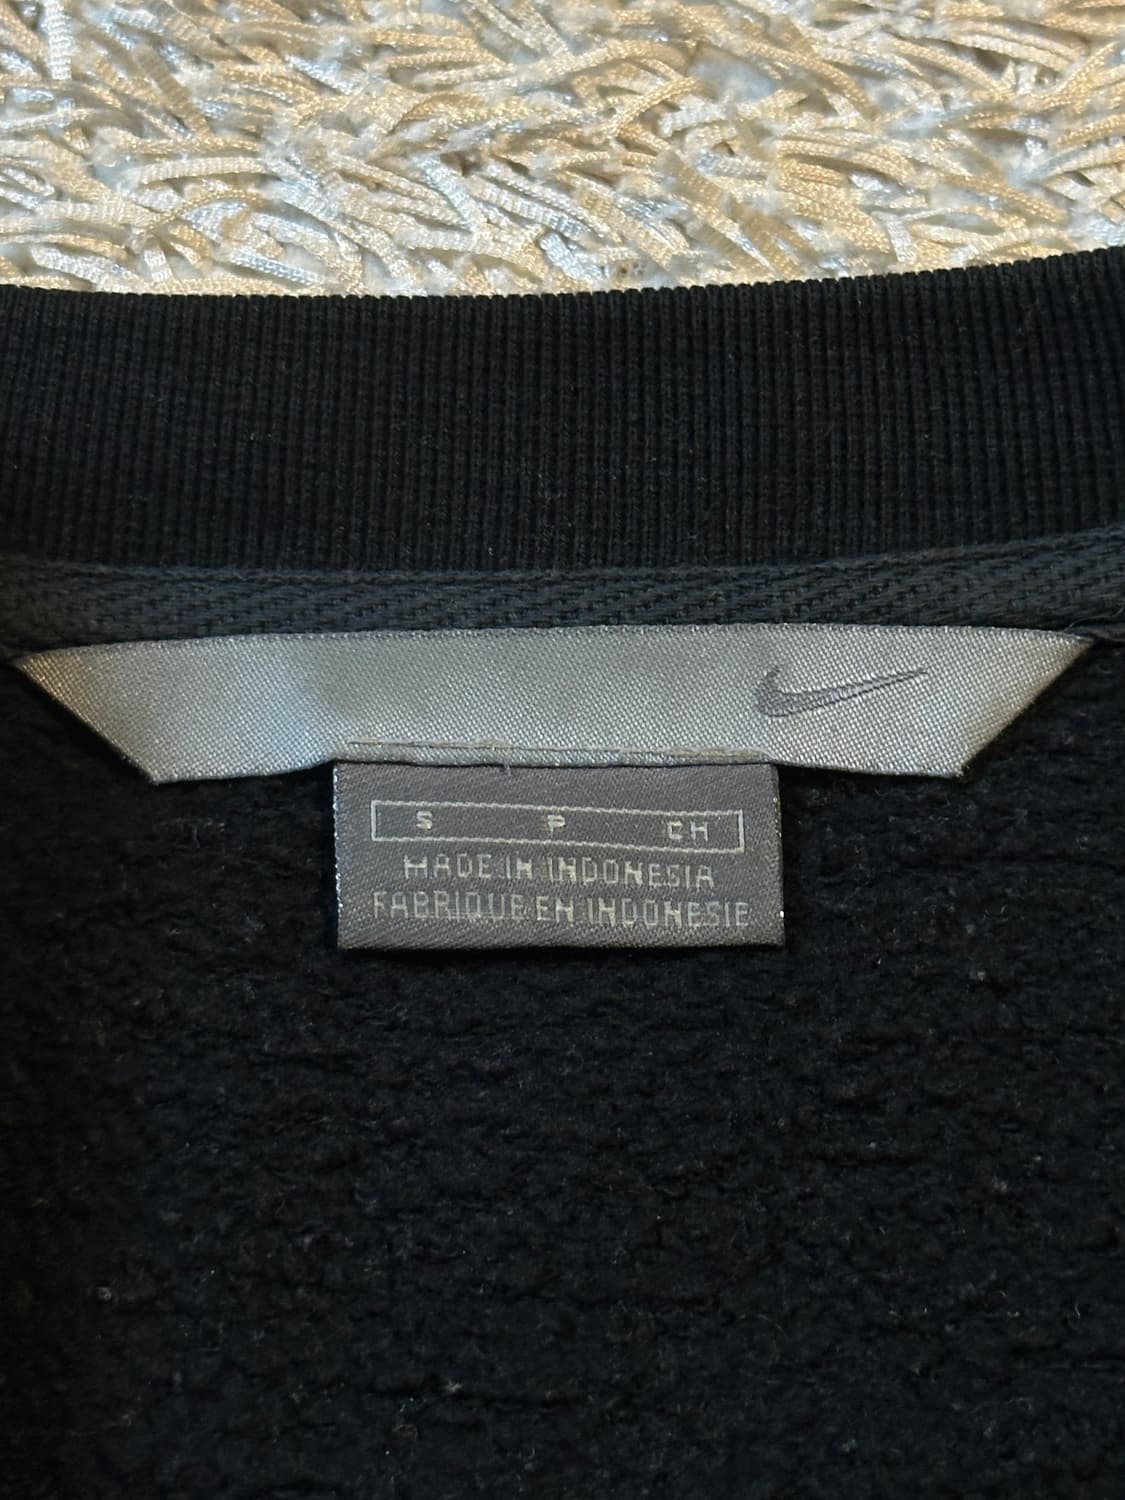 S P CH
MADE IN INDONESIA
FABRIQUE EN INDONESIE